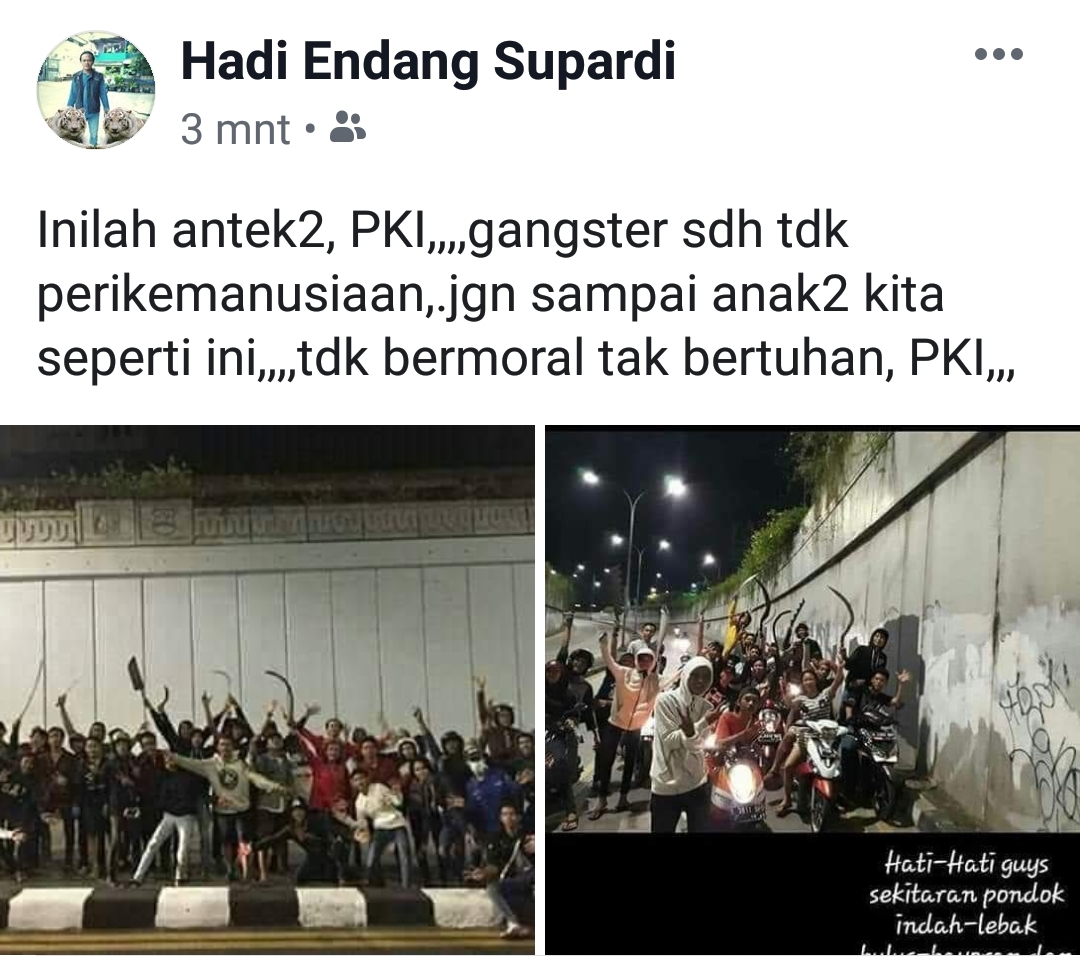 Hadi Endang Supardi
3 mnt
Inilah antek2, PKI,,,,gangster sdh tdk
perikemanusiaan,.jgn sampai anak2 kita
seperti ini,,,,tdk bermoral tak bertuhan, PKI,,,
Hati-Hati guys
sekitaran pondok
indah-lebak